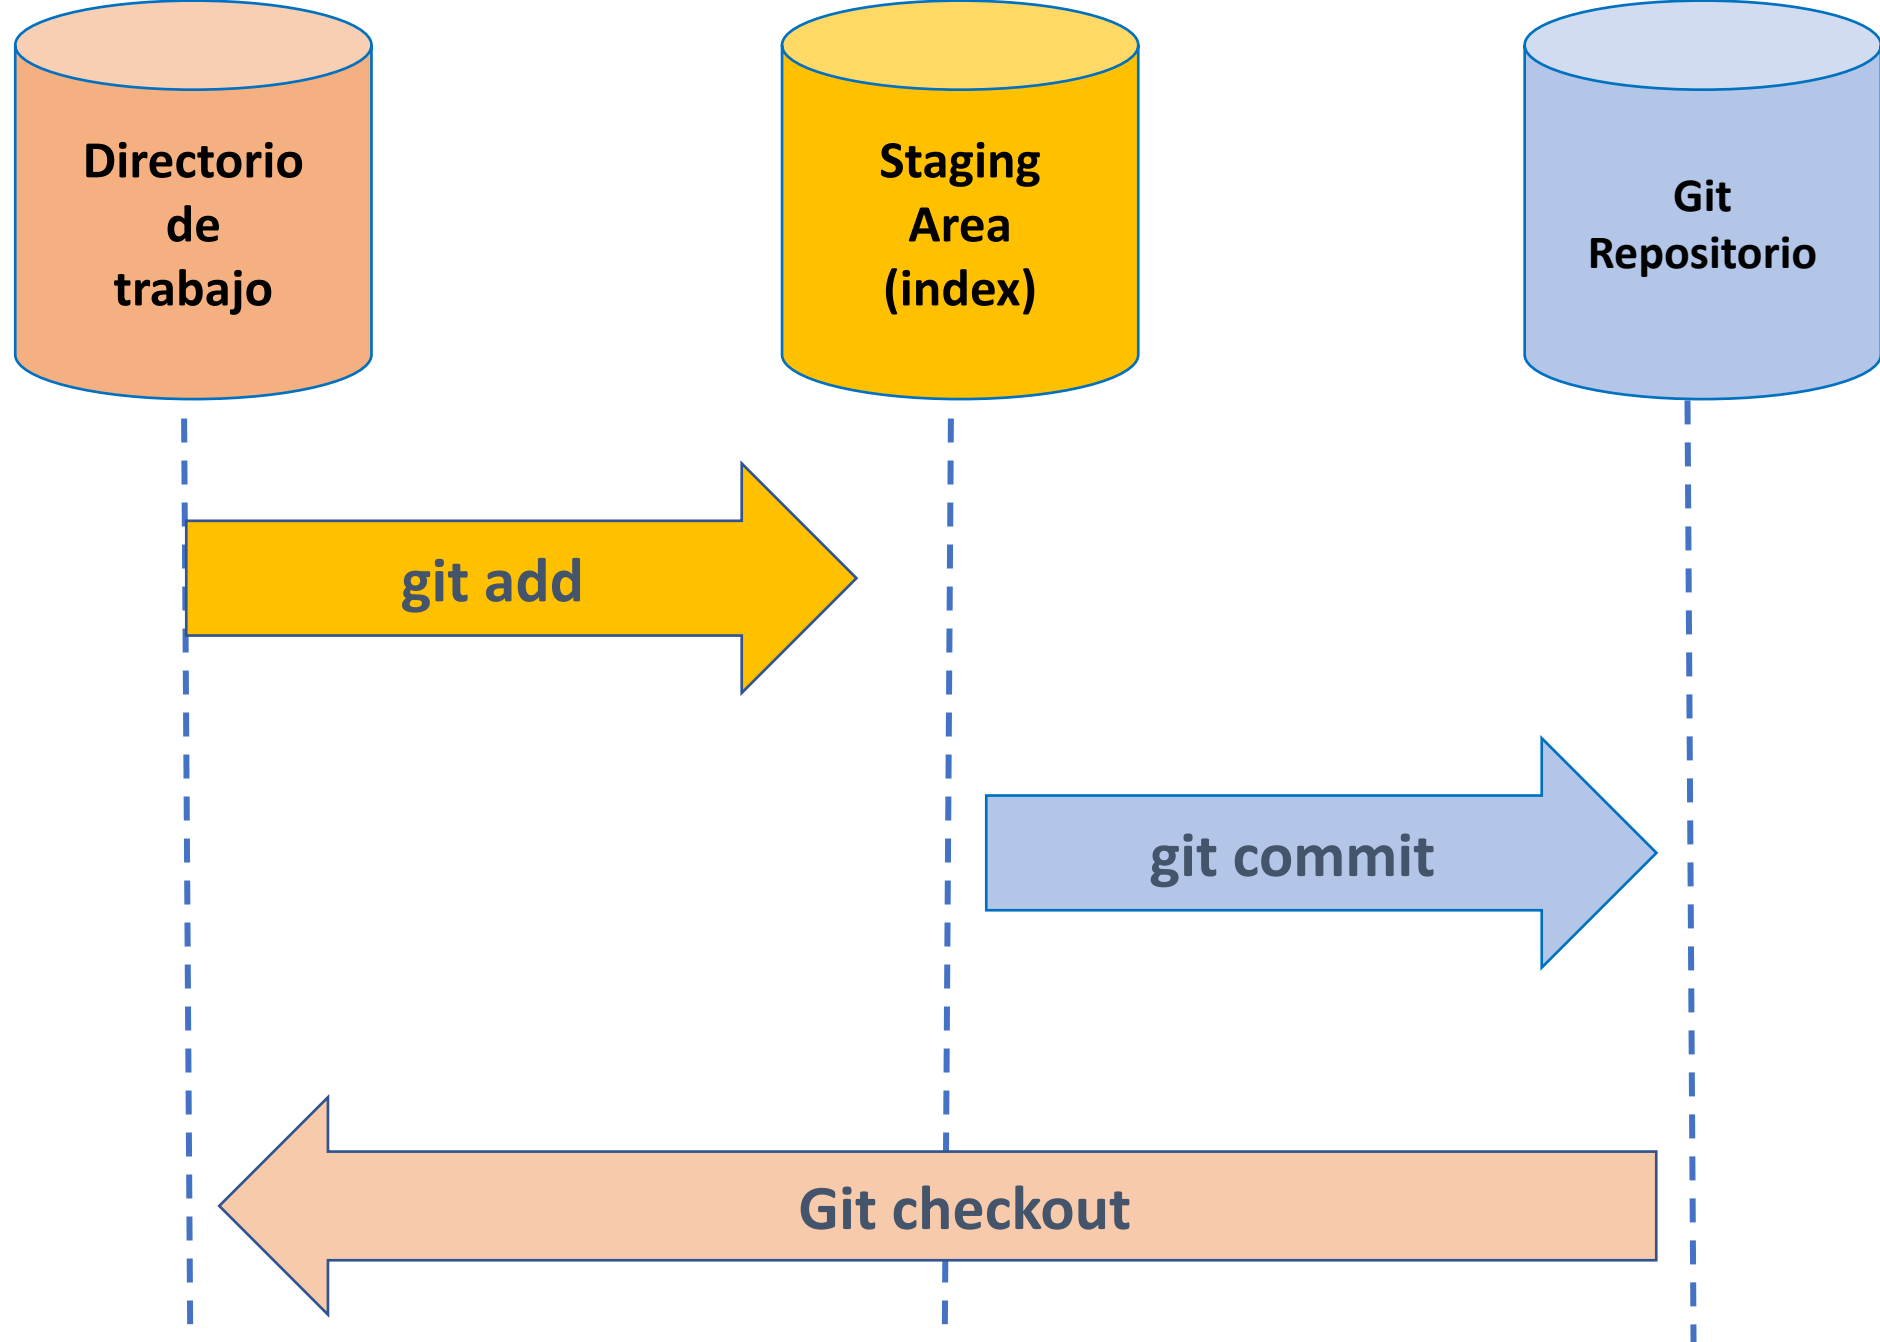 Directorio
de
trabajo
Staging
Area
(index)
Git
Repositorio
git add
git commit
Git checkout